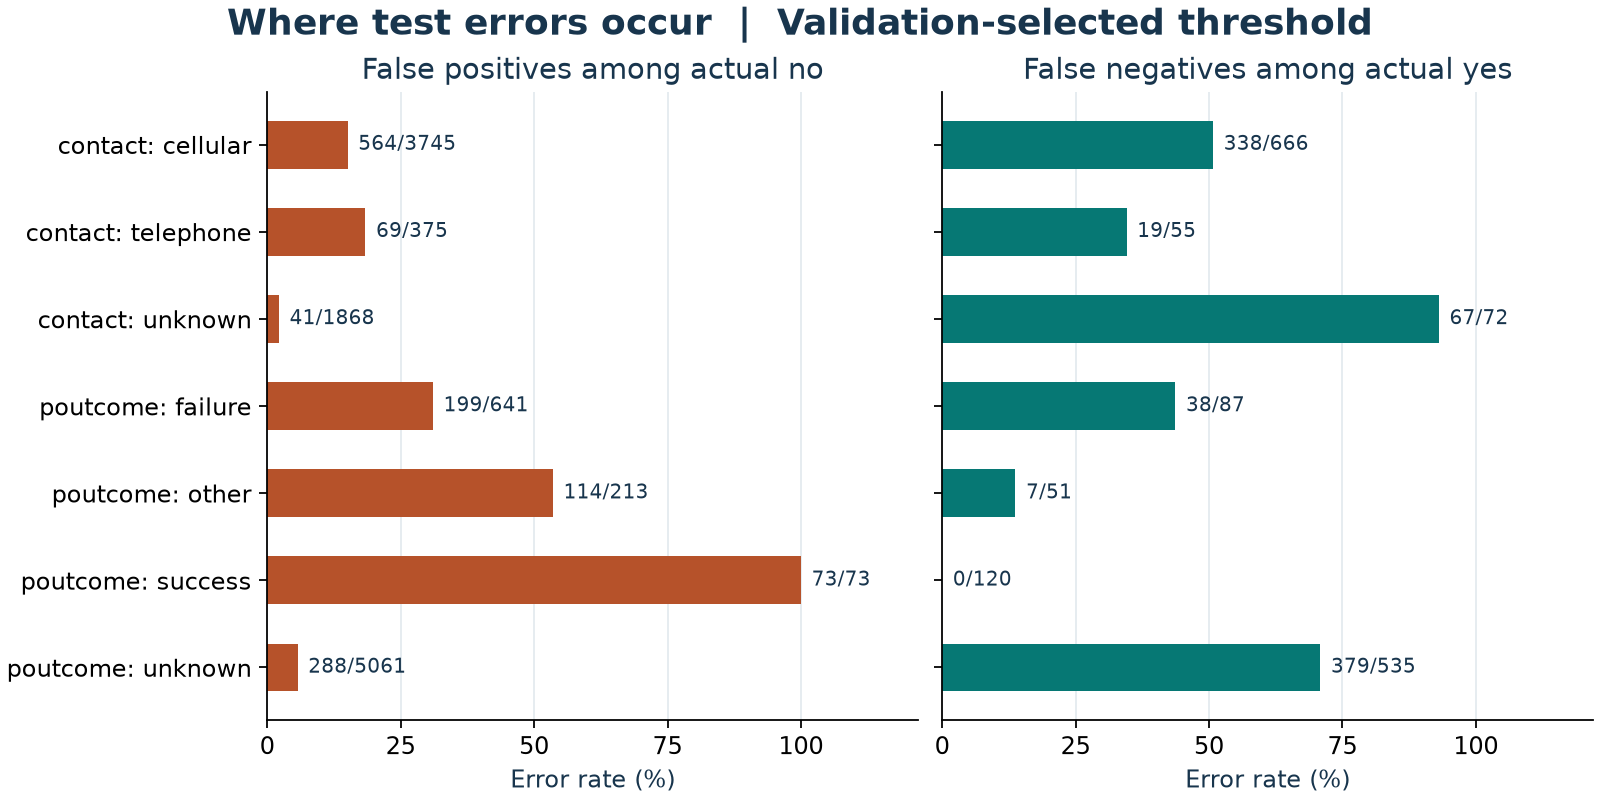 Where test errors occur | Validation-selected threshold
False positives among actual no
contact: cellular
564/3745
contact: telephone
69/375
contact: unknown
41/1868
poutcome: failure
199/641
poutcome: other
114/213
poutcome: success
73/73
poutcome: unknown
288/5061
0 25 50 75 100
Error rate (%)
False negatives among actual yes
338/666
19/55
67/72
38/87
7/51
0/120
379/535
0 25 50 75 100
Error rate (%)